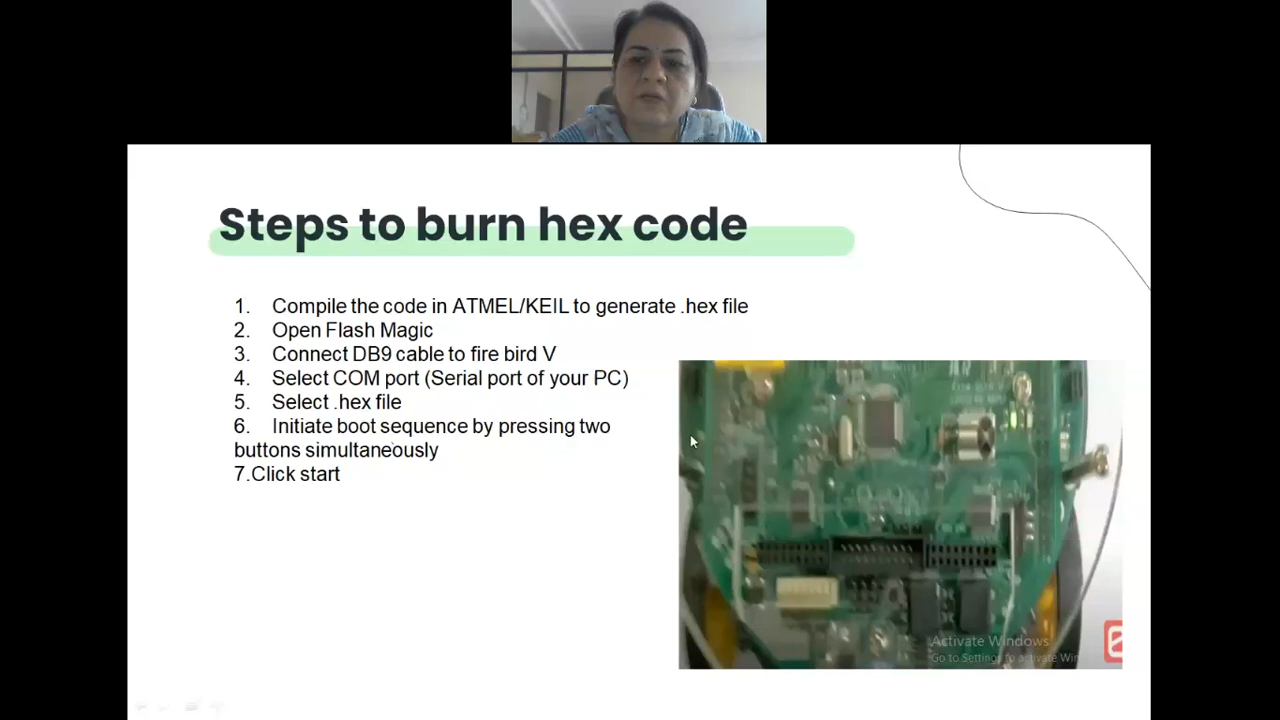 Steps to burn hex code
1. Compile the code in ATMEL/KEIL to generate .hex file
2. Open Flash Magic
3. Connect DB9 cable to fire bird V
4. Select COM port (Serial port of your PC)
5. Select .hex file
6. Initiate boot sequence by pressing two
buttons simultaneously
7.Click start
Activate Windows
Go to Settings to activate Win